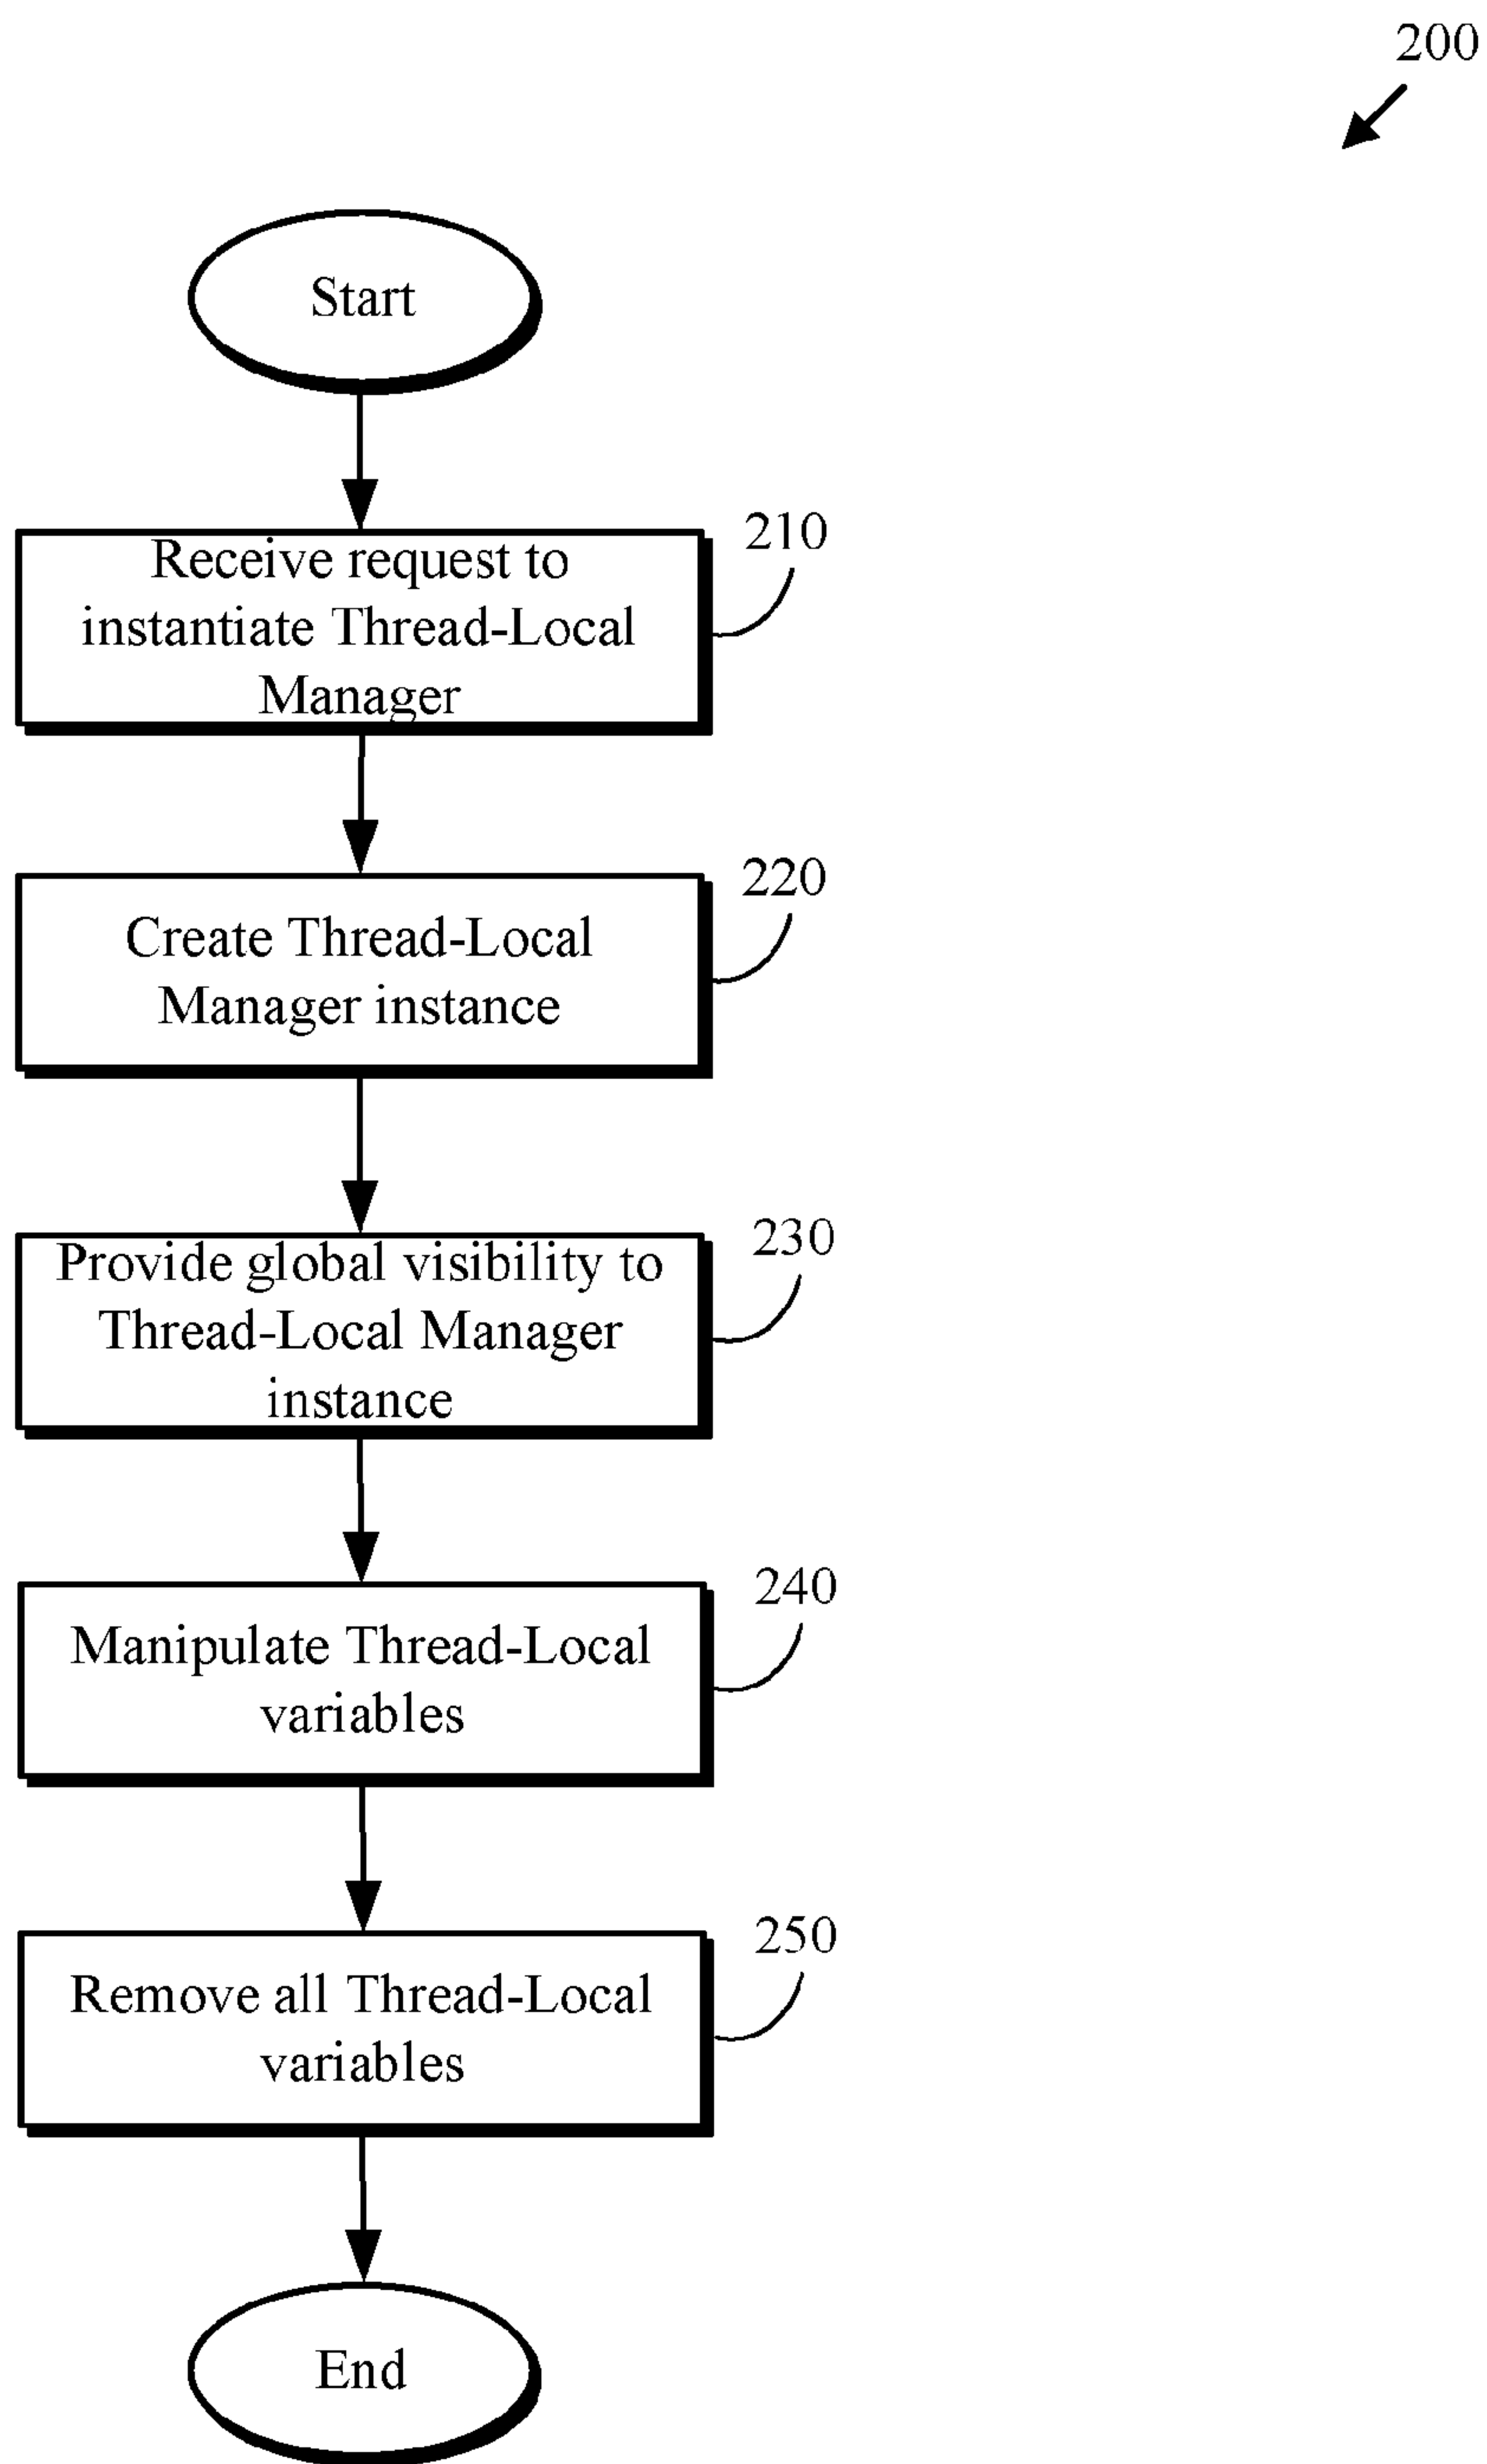 200
Start
210
Receive request to
instantiate Thread-Local
Manager
220
Create Thread-Local
Manager instance
230
Provide global visibility to
Thread-Local Manager
instance
240
Manipulate Thread-Local
variables
250
Remove all Thread-Local
variables
End